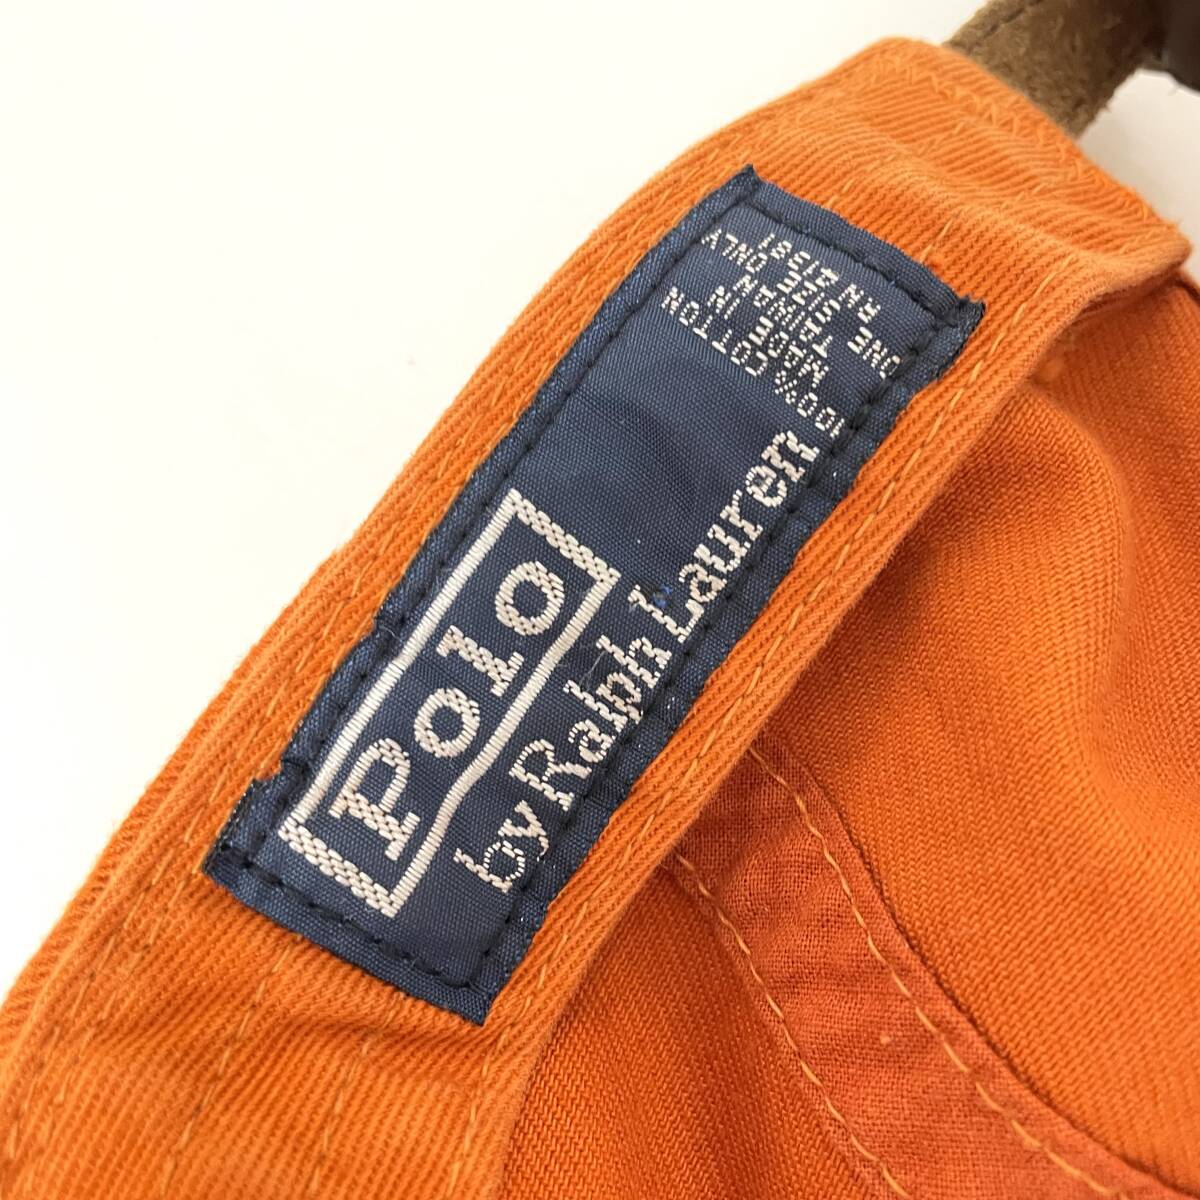 Polo
by Ralph Lauren
100% COTTON
MADE IN
TAIWAN
ONE SIZE ONLY
RN 41381